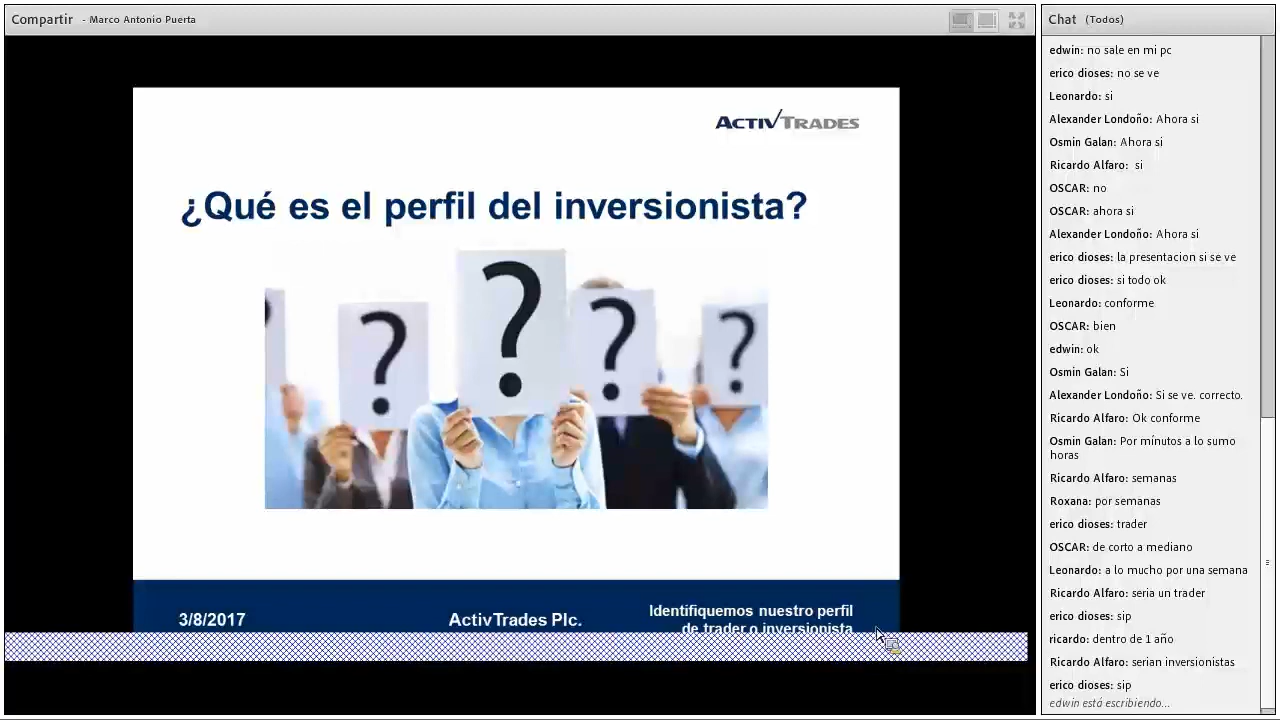 Compartir - Marco Antonio Puerta
ACTIVTRADES
¿Qué es el perfil del inversionista?
?
?
?
?
?
3/8/2017
ActivTrades Plc.
Identifiquemos nuestro perfil
de trader o inversionista
Chat (Todos)
edwin: no sale en mi pc
erico dioses: no se ve
Leonardo: si
Alexander Londoño: Ahora si
Osmin Galan: Ahora si
Ricardo Alfaro: si
OSCAR: no
OSCAR: ahora si
Alexander Londoño: Ahora si
erico dioses: la presentacion si se ve
erico dioses: si todo ok
Leonardo: conforme
OSCAR: bien
edwin: ok
Osmin Galan: Si
Alexander Londoño: Si se ve. correcto.
Ricardo Alfaro: Ok conforme
Osmin Galan: Por mínutos a lo sumo
horas
Ricardo Alfaro: semanas
Roxana: por semanas
erico dioses: trader
OSCAR: de corto a mediano
Leonardo: a lo mucho por una semana
Ricardo Alfaro: seria un trader
erico dioses: sip
ricardo: dentro de 1 año
Ricardo Alfaro: serian inversionistas
erico dioses: sip
edwin está escribiendo...